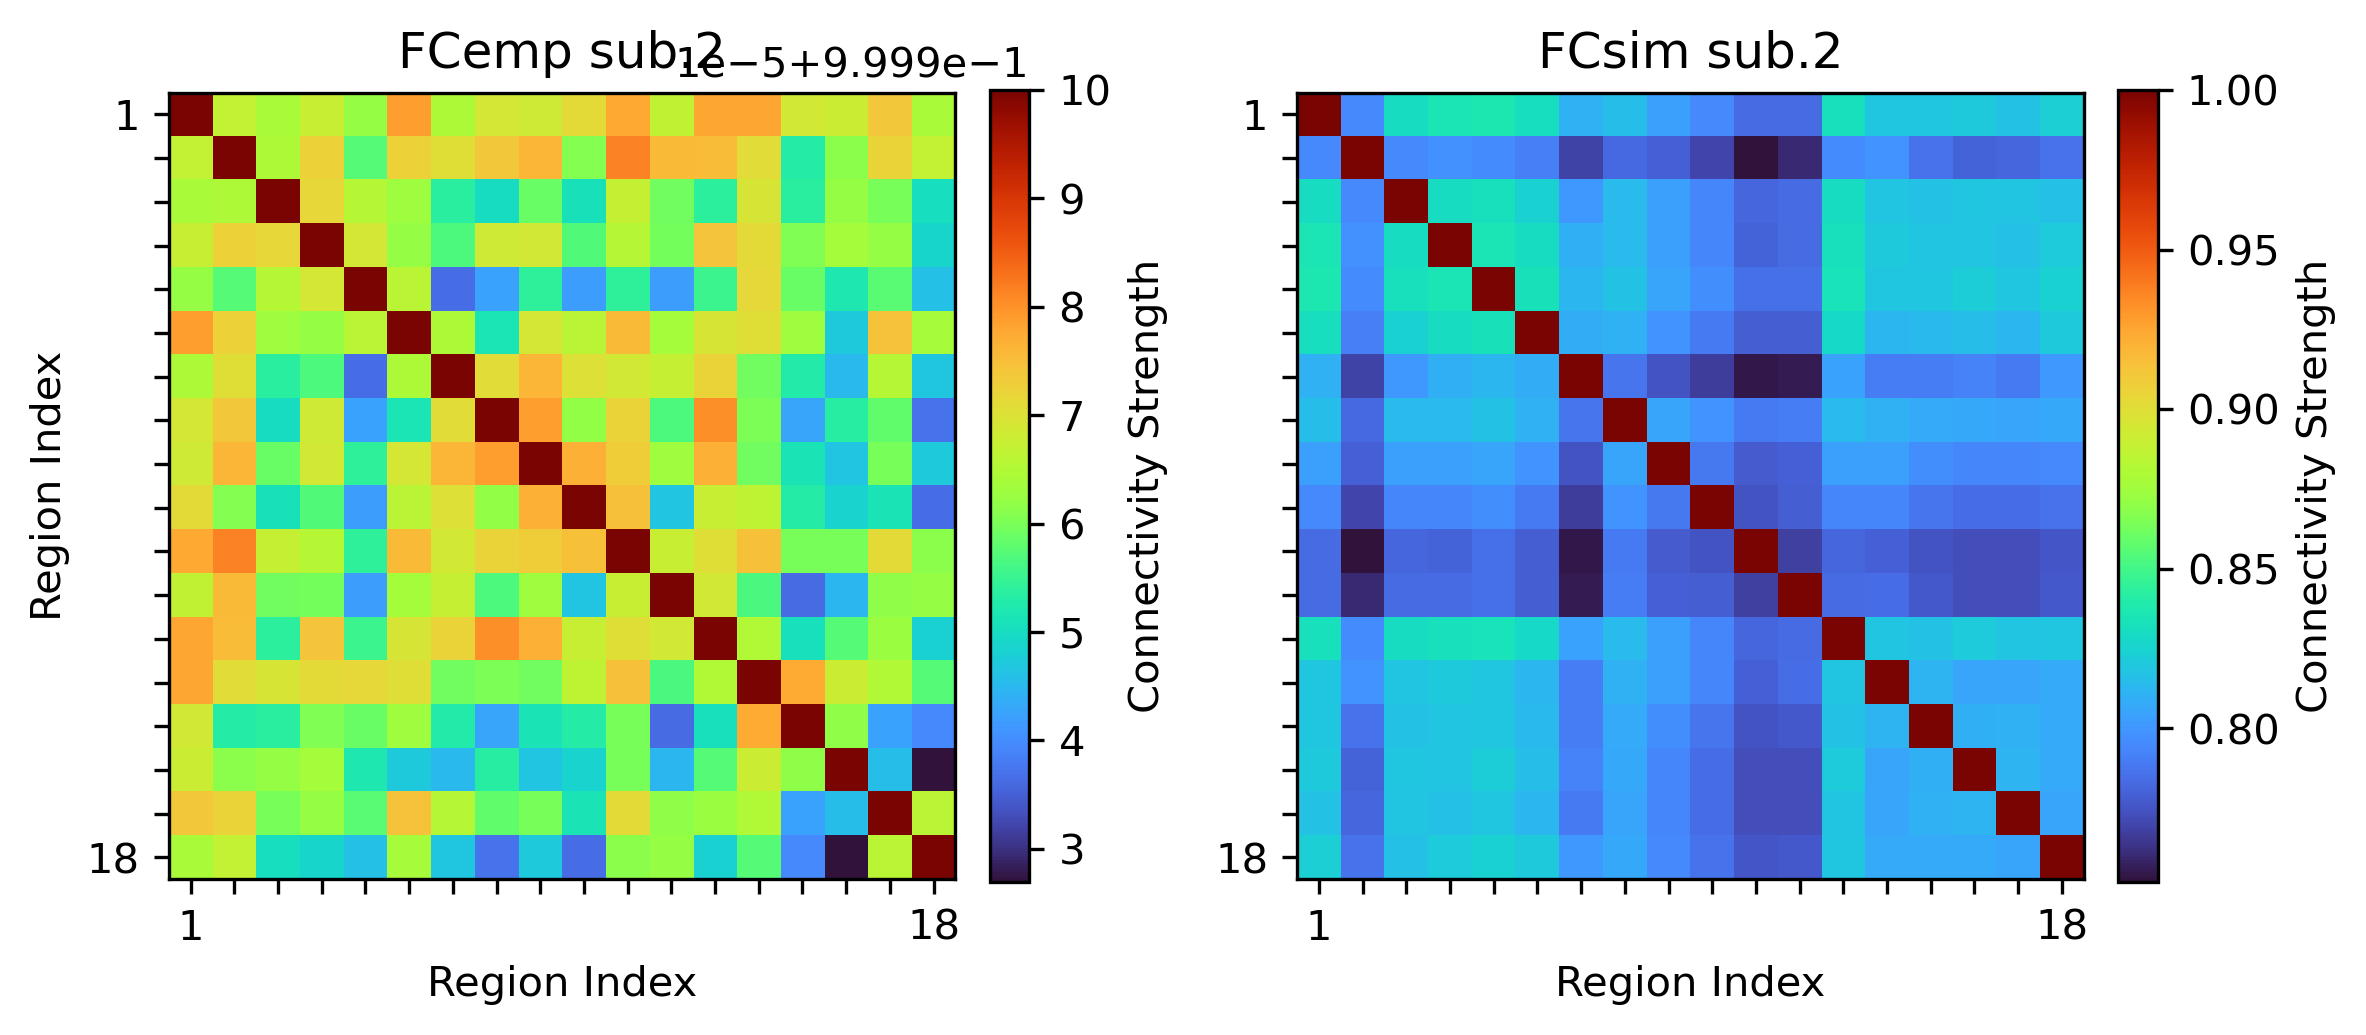 FCemp sub.2
1e−5+9.999e−1
1
18
1
18
Region Index
Region Index
10
9
8
7
6
5
4
3
Connectivity Strength
FCsim sub.2
1
18
1
18
Region Index
1.00
0.95
0.90
0.85
0.80
Connectivity Strength